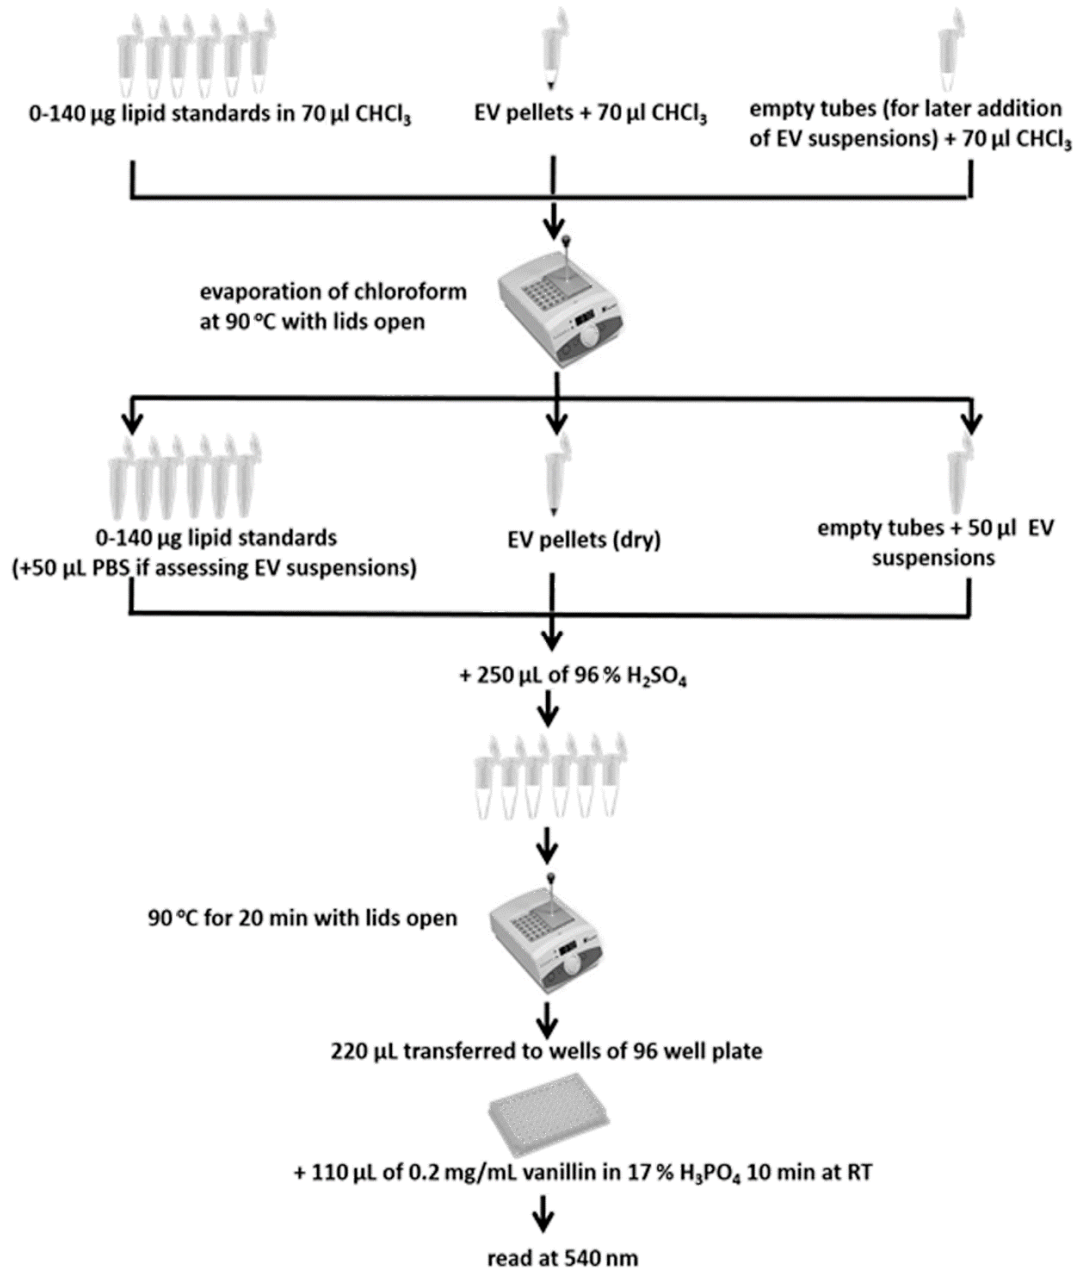 0-140 µg lipid standards in 70 µl CHCl₃
EV pellets + 70 µl CHCl₃
empty tubes (for later addition
of EV suspensions) + 70 µl CHCl₃
evaporation of chloroform
at 90 °C with lids open
0-140 µg lipid standards
(+50 µL PBS if assessing EV suspensions)
EV pellets (dry)
empty tubes + 50 µl EV
suspensions
+ 250 µL of 96 % H₂SO₄
90 °C for 20 min with lids open
220 µL transferred to wells of 96 well plate
+ 110 µL of 0.2 mg/mL vanillin in 17 % H₃PO₄ 10 min at RT
read at 540 nm